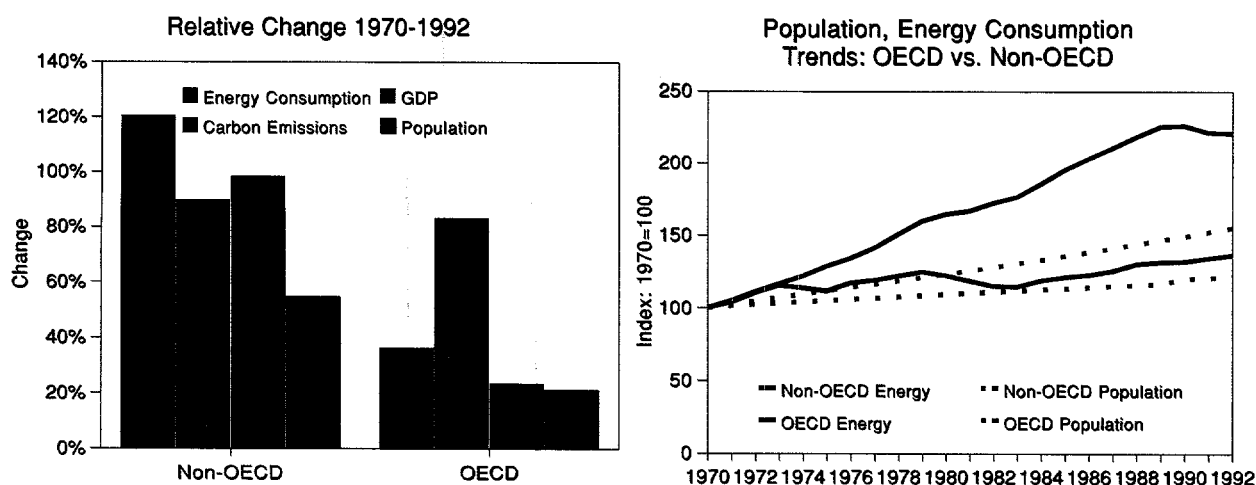 Relative Change 1970-1992
140%
120%
100%
80%
60%
40%
20%
0%
Change
Energy Consumption
GDP
Carbon Emissions
Population
Non-OECD
OECD
Population, Energy Consumption
Trends: OECD vs. Non-OECD
250
200
150
100
50
0
Index: 1970=100
Non-OECD Energy
Non-OECD Population
OECD Energy
OECD Population
1970 1972 1974 1976 1978 1980 1982 1984 1986 1988 1990 1992